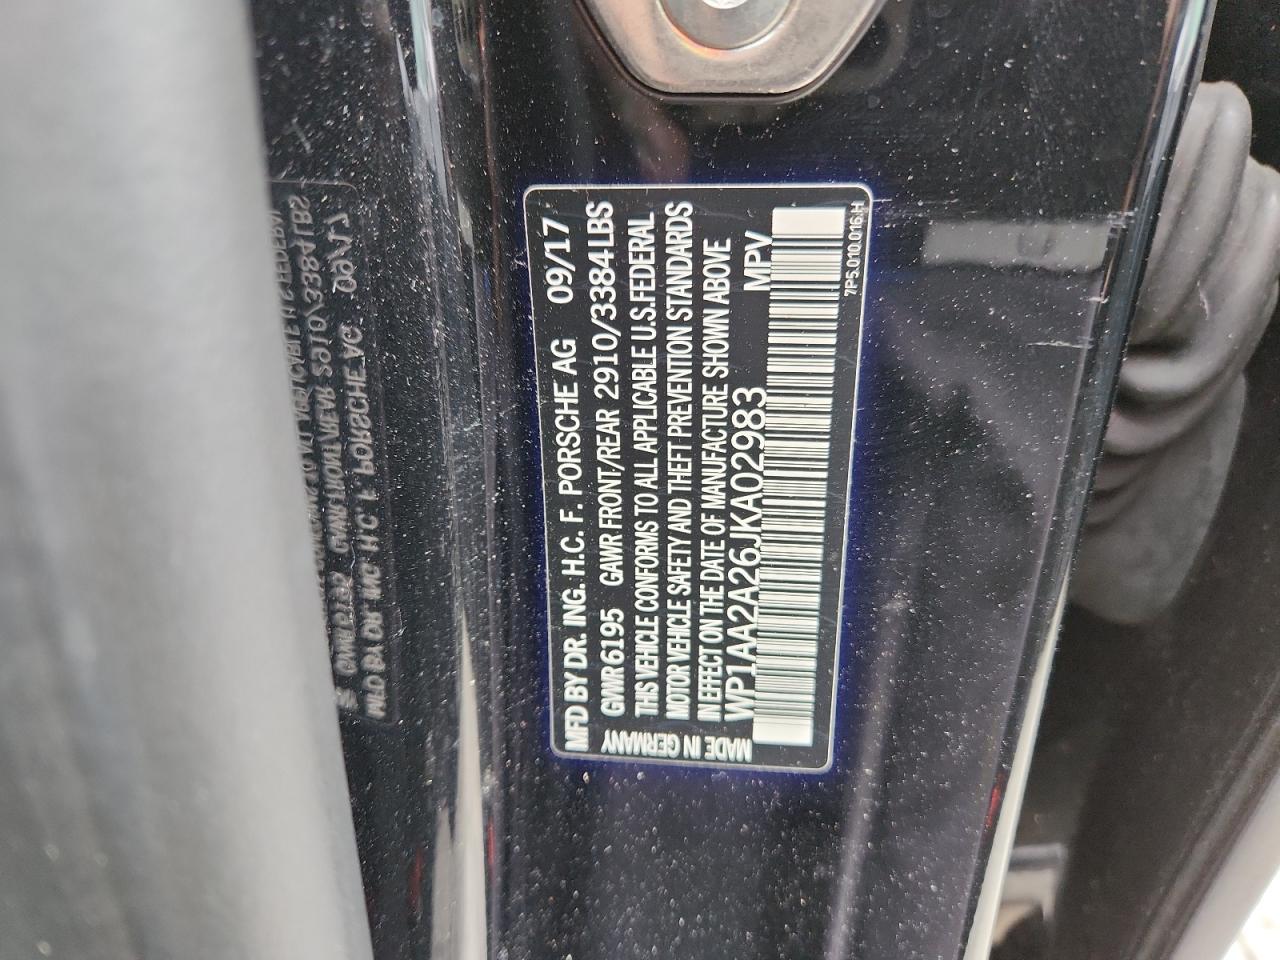 MFD BY DR. ING. H.C. F. PORSCHE AG 09/17
GVWR 6195 GAWR FRONT/REAR 2910/3384 LBS
THIS VEHICLE CONFORMS TO ALL APPLICABLE U.S.FEDERAL
MOTOR VEHICLE SAFETY AND THEFT PREVENTION STANDARDS
IN EFFECT ON THE DATE OF MANUFACTURE SHOWN ABOVE
WP1AA2A26JKA02983 MPV
MADE IN GERMANY
7P5.010.016.H